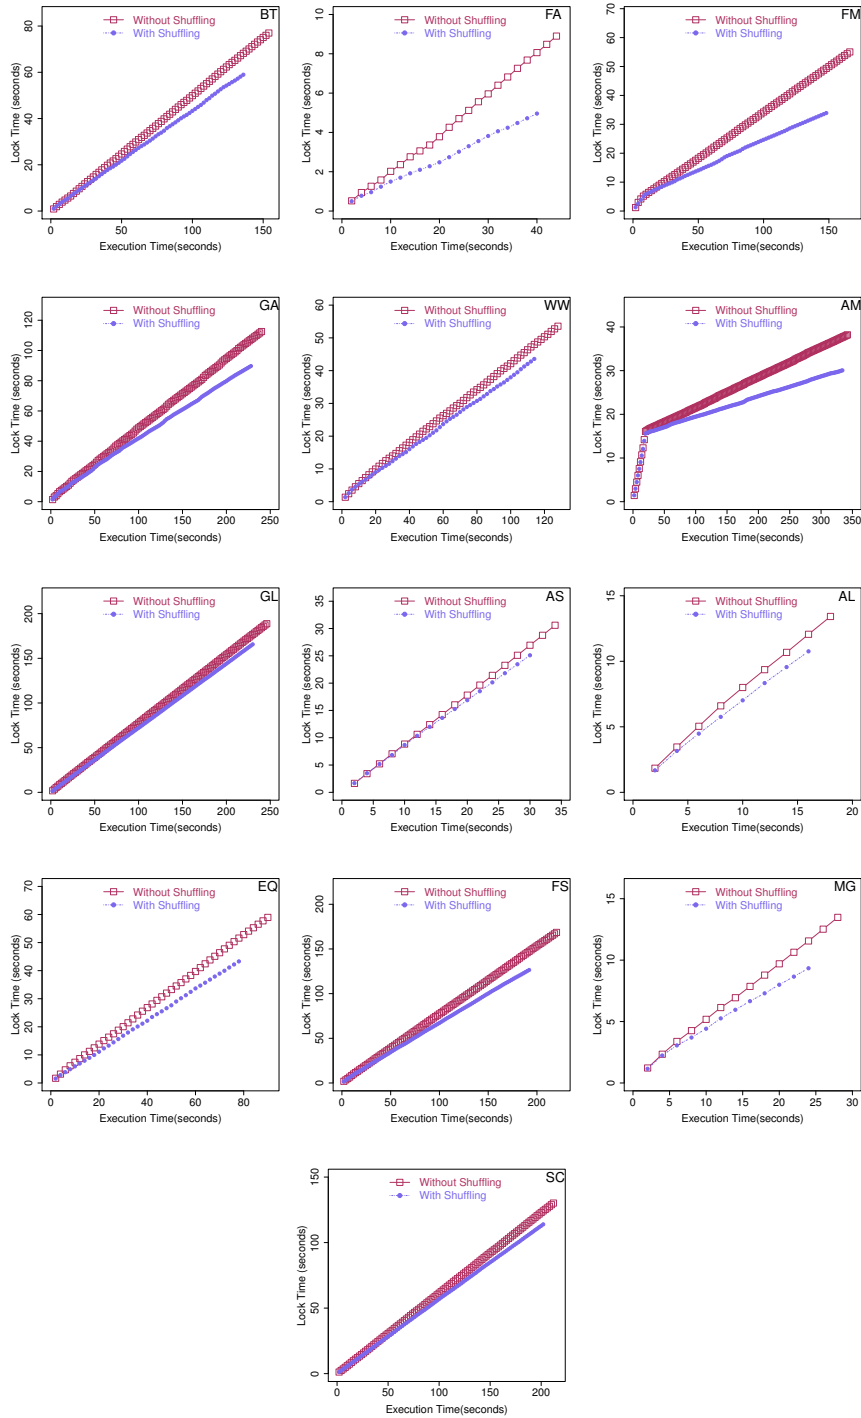 BT
Without Shuffling
With Shuffling
Lock Time (seconds)
0 20 40 60 80
0 50 100 150
Execution Time(seconds)
FA
Without Shuffling
With Shuffling
Lock Time (seconds)
0 2 4 6 8 10
0 10 20 30 40
Execution Time(seconds)
FM
Without Shuffling
With Shuffling
Lock Time (seconds)
0 10 20 30 40 50 60
0 50 100 150
Execution Time(seconds)
GA
Without Shuffling
With Shuffling
Lock Time (seconds)
0 20 40 60 80 100 120
0 50 100 150 200 250
Execution Time(seconds)
WW
Without Shuffling
With Shuffling
Lock Time (seconds)
0 10 20 30 40 50 60
0 20 40 60 80 100 120
Execution Time(seconds)
AM
Without Shuffling
With Shuffling
Lock Time (seconds)
0 10 20 30 40
0 50 100 150 200 250 300 350
Execution Time(seconds)
GL
Without Shuffling
With Shuffling
Lock Time (seconds)
0 50 100 150 200
0 50 100 150 200 250
Execution Time(seconds)
AS
Without Shuffling
With Shuffling
Lock Time (seconds)
0 5 10 15 20 25 30 35
0 5 10 15 20 25 30 35
Execution Time(seconds)
AL
Without Shuffling
With Shuffling
Lock Time (seconds)
0 5 10 15
0 5 10 15 20
Execution Time(seconds)
EQ
Without Shuffling
With Shuffling
Lock Time (seconds)
0 10 20 30 40 50 60 70
20 40 60 80
Execution Time(seconds)
FS
Without Shuffling
With Shuffling
Lock Time (seconds)
0 50 100 150 200
0 50 100 150 200
Execution Time(seconds)
MG
Without Shuffling
With Shuffling
Lock Time (seconds)
0 5 10 15
0 5 10 15 20 25 30
Execution Time(seconds)
SC
Without Shuffling
With Shuffling
Lock Time (seconds)
0 50 100 150
0 50 100 150 200
Execution Time(seconds)